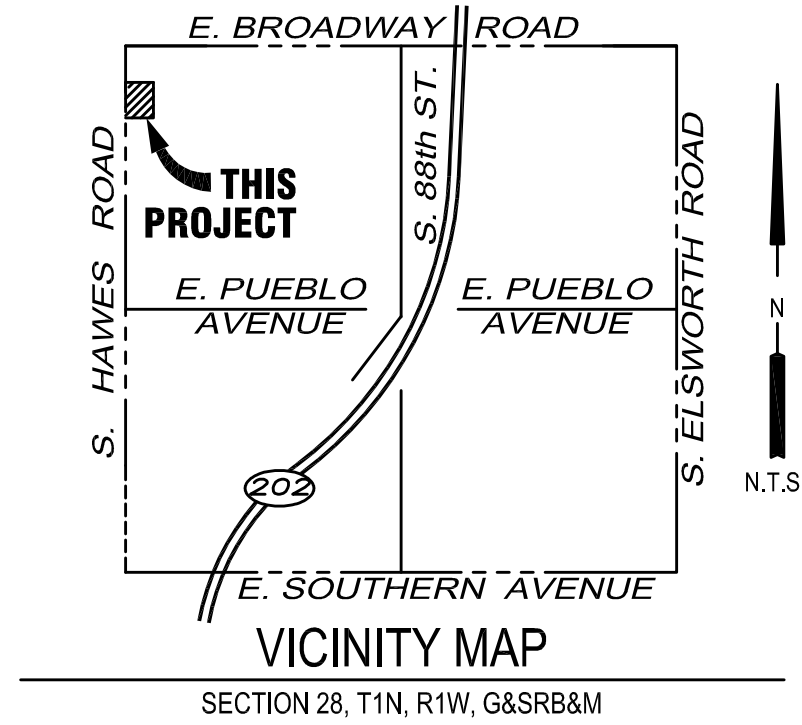 E. BROADWAY ROAD
S. 88th ST.
THIS
PROJECT
S. HAWES ROAD
E. PUEBLO
AVENUE
E. PUEBLO
AVENUE
S. ELSWORTH ROAD
N
N.T.S
202
E. SOUTHERN AVENUE
VICINITY MAP
SECTION 28, T1N, R1W, G&SRB&M